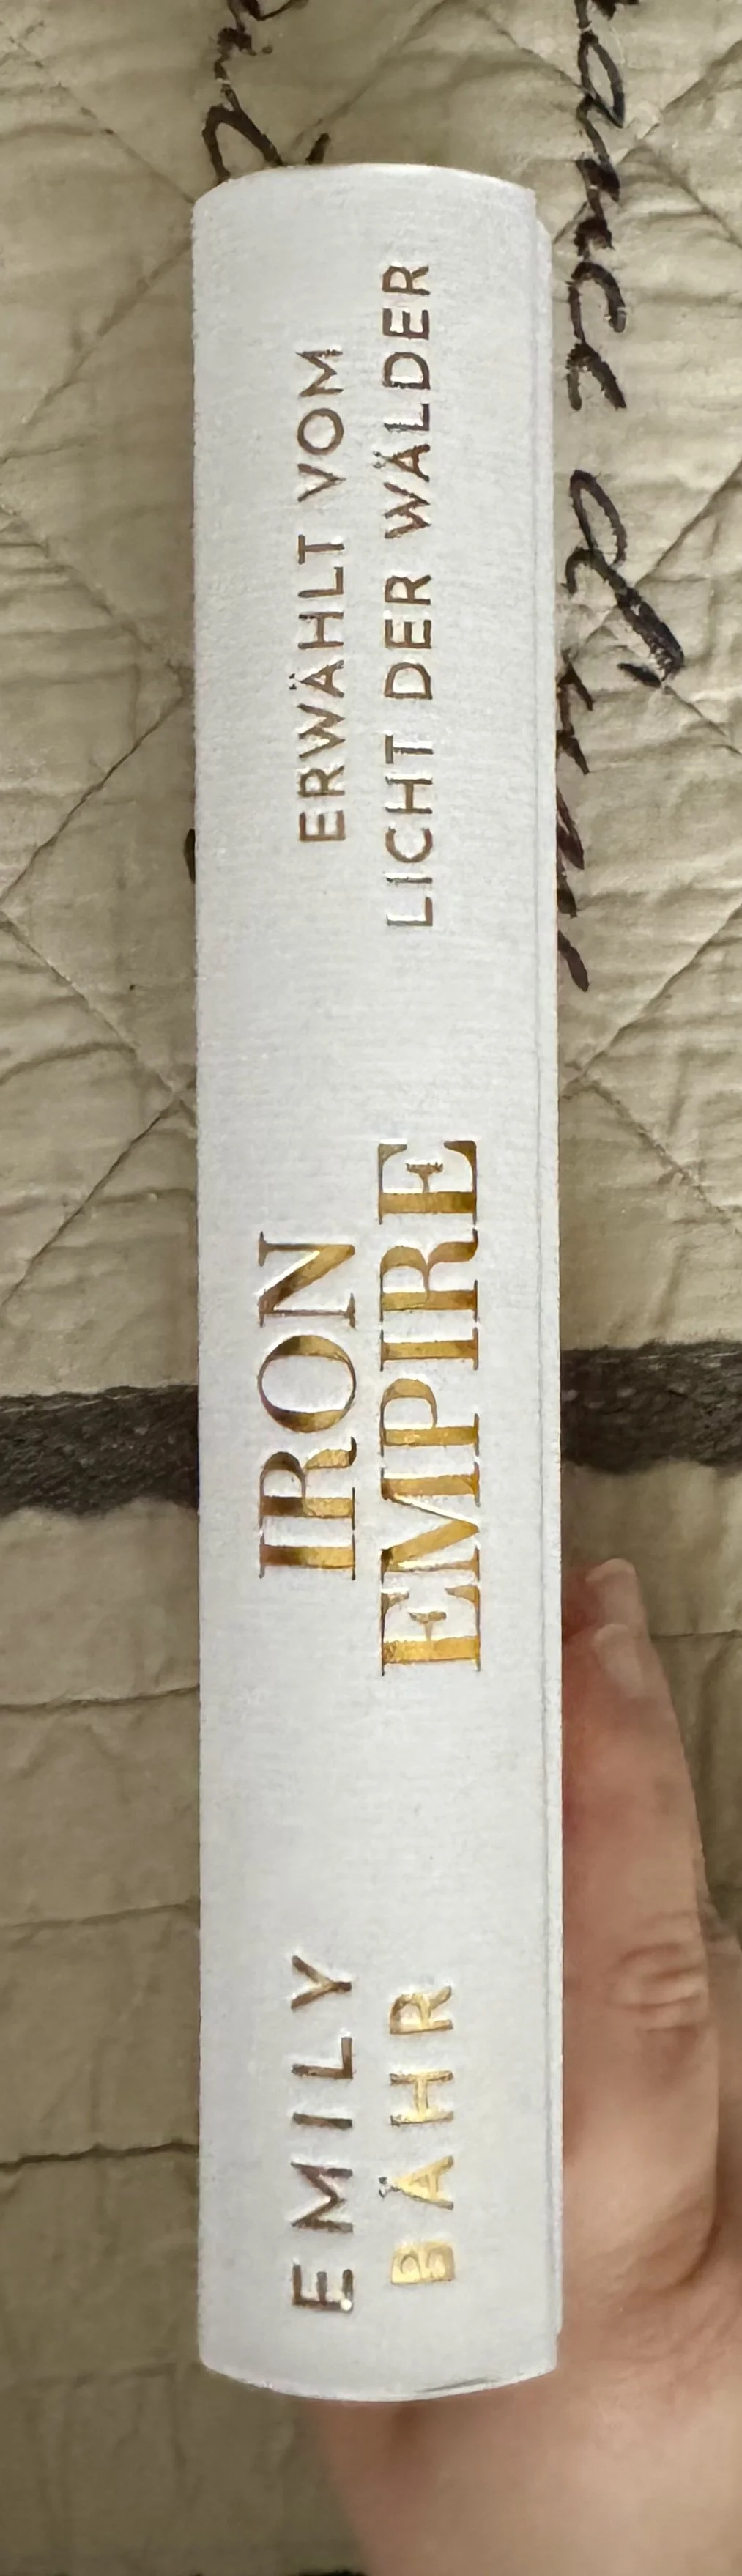 EMILY
BÄHR
IRON
EMPIRE
ERWÄHLT VOM
LICHT DER WÄLDER